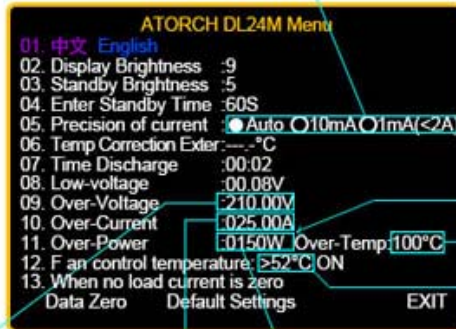 ATORCH DL24M Menu
01. 中文 English
02. Display Brightness :9
03. Standby Brightness :5
04. Enter Standby Time :60S
05. Precision of current : Auto 10mA 1mA(<2A)
06. Temp Correction Exter:---.-°C
07. Time Discharge :00:02
08. Low-voltage :00.08V
09. Over-Voltage :210.00V
10. Over-Current :025.00A
11. Over-Power :0150W Over-Temp:100°C
12. F an control temperature: >52°C ON
13. When no load current is zero
Data Zero Default Settings EXIT